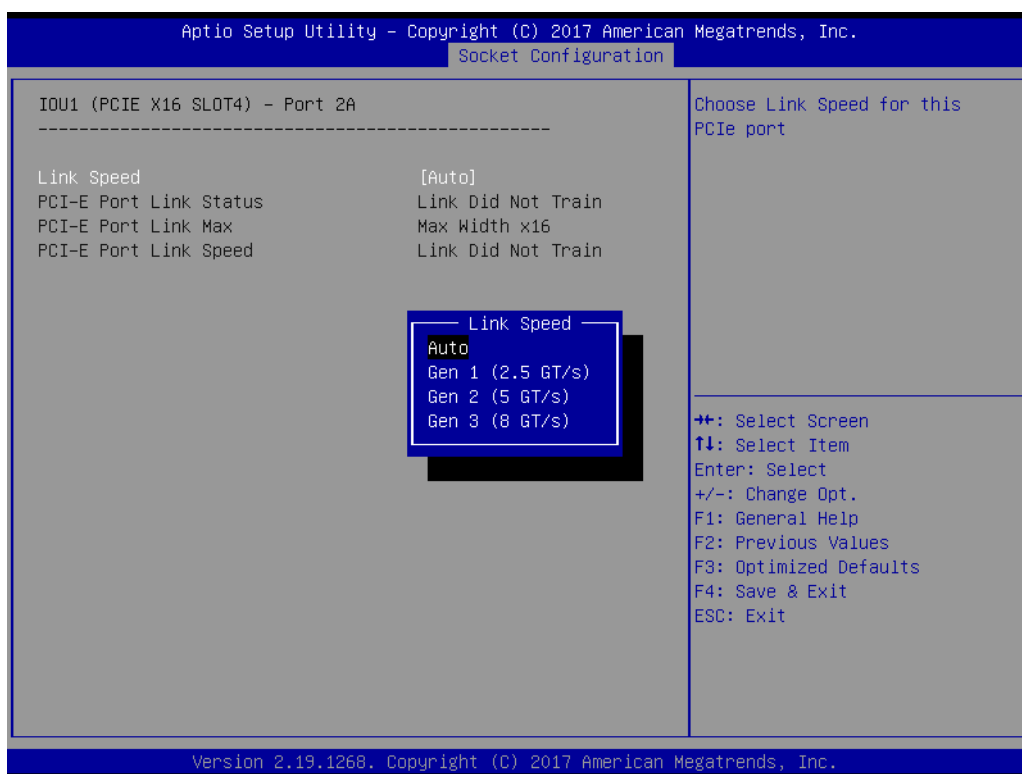 Aptio Setup Utility – Copyright (C) 2017 American Megatrends, Inc.
Socket Configuration
IOU1 (PCIE X16 SLOT4) – Port 2A
--------------------------------------------------
Link Speed [Auto]
PCI-E Port Link Status Link Did Not Train
PCI-E Port Link Max Max Width x16
PCI-E Port Link Speed Link Did Not Train
Link Speed
Auto
Gen 1 (2.5 GT/s)
Gen 2 (5 GT/s)
Gen 3 (8 GT/s)
Choose Link Speed for this
PCIe port
→←: Select Screen
↑↓: Select Item
Enter: Select
+/-: Change Opt.
F1: General Help
F2: Previous Values
F3: Optimized Defaults
F4: Save & Exit
ESC: Exit
Version 2.19.1268. Copyright (C) 2017 American Megatrends, Inc.